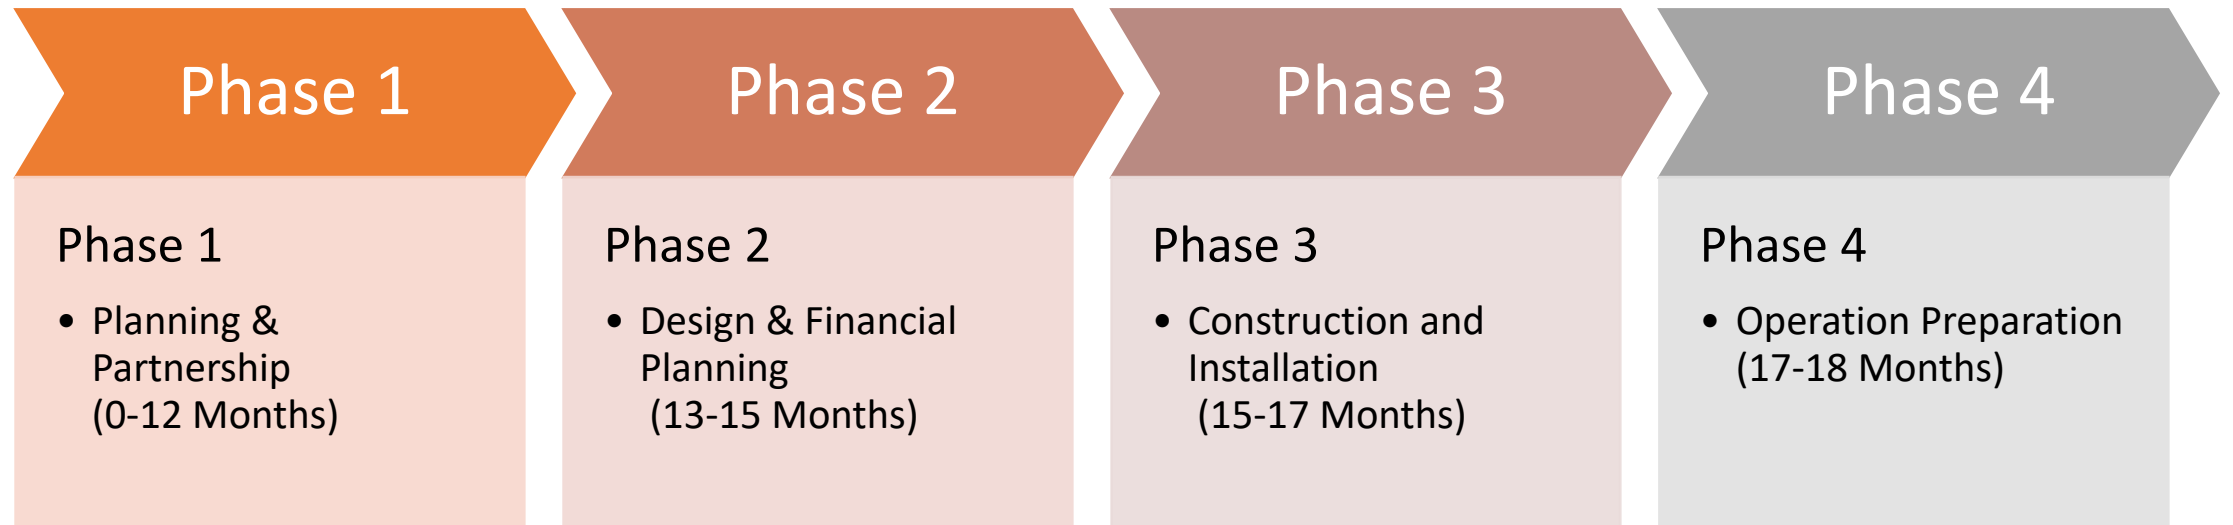 Phase 1
Phase 2
Phase 3
Phase 4
Phase 1
• Planning &
Partnership
(0-12 Months)
Phase 2
• Design & Financial
Planning
(13-15 Months)
Phase 3
• Construction and
Installation
(15-17 Months)
Phase 4
• Operation Preparation
(17-18 Months)